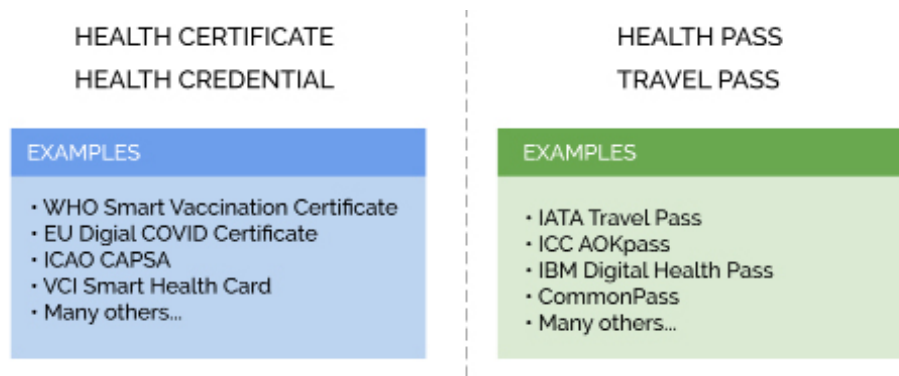 HEALTH CERTIFICATE
HEALTH CREDENTIAL
EXAMPLES
• WHO Smart Vaccination Certificate
• EU Digial COVID Certificate
• ICAO CAPSA
• VCI Smart Health Card
• Many others...
HEALTH PASS
TRAVEL PASS
EXAMPLES
• IATA Travel Pass
• ICC AOKpass
• IBM Digital Health Pass
• CommonPass
• Many others...